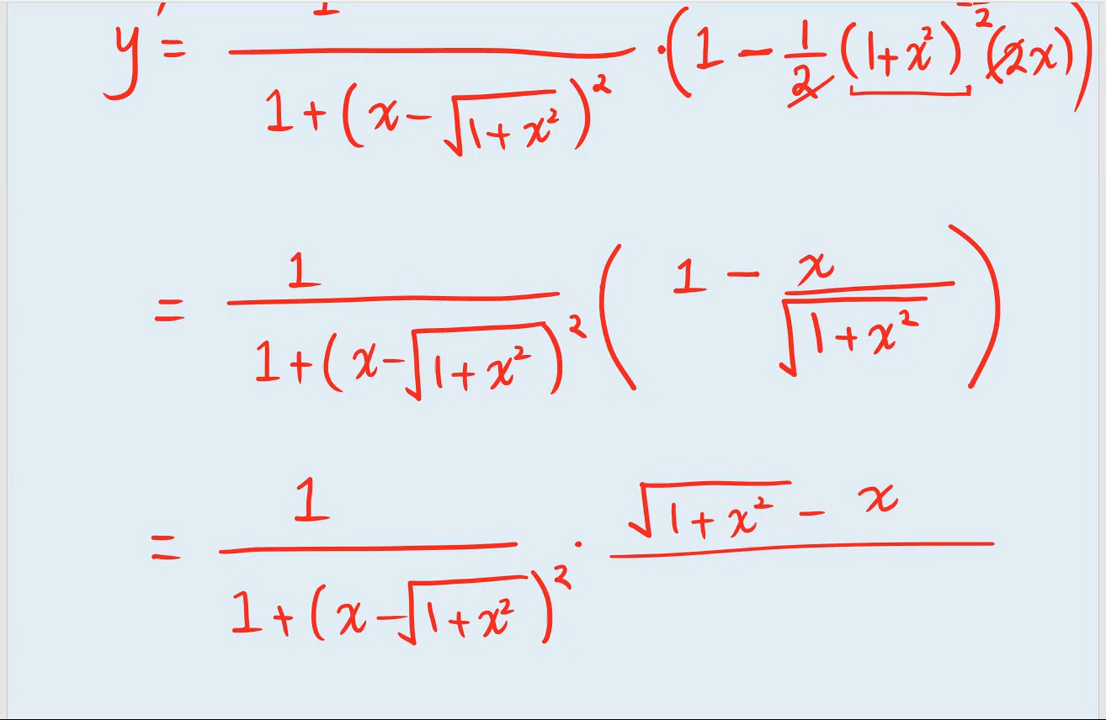 y' = 1/(1+(x-√(1+x²))²) · (1 - 1/2 (1+x²)^(-1/2) (2x))
= 1/(1+(x-√(1+x²))²) (1 - x/√(1+x²))
= 1/(1+(x-√(1+x²))²) · (√(1+x²) - x)/